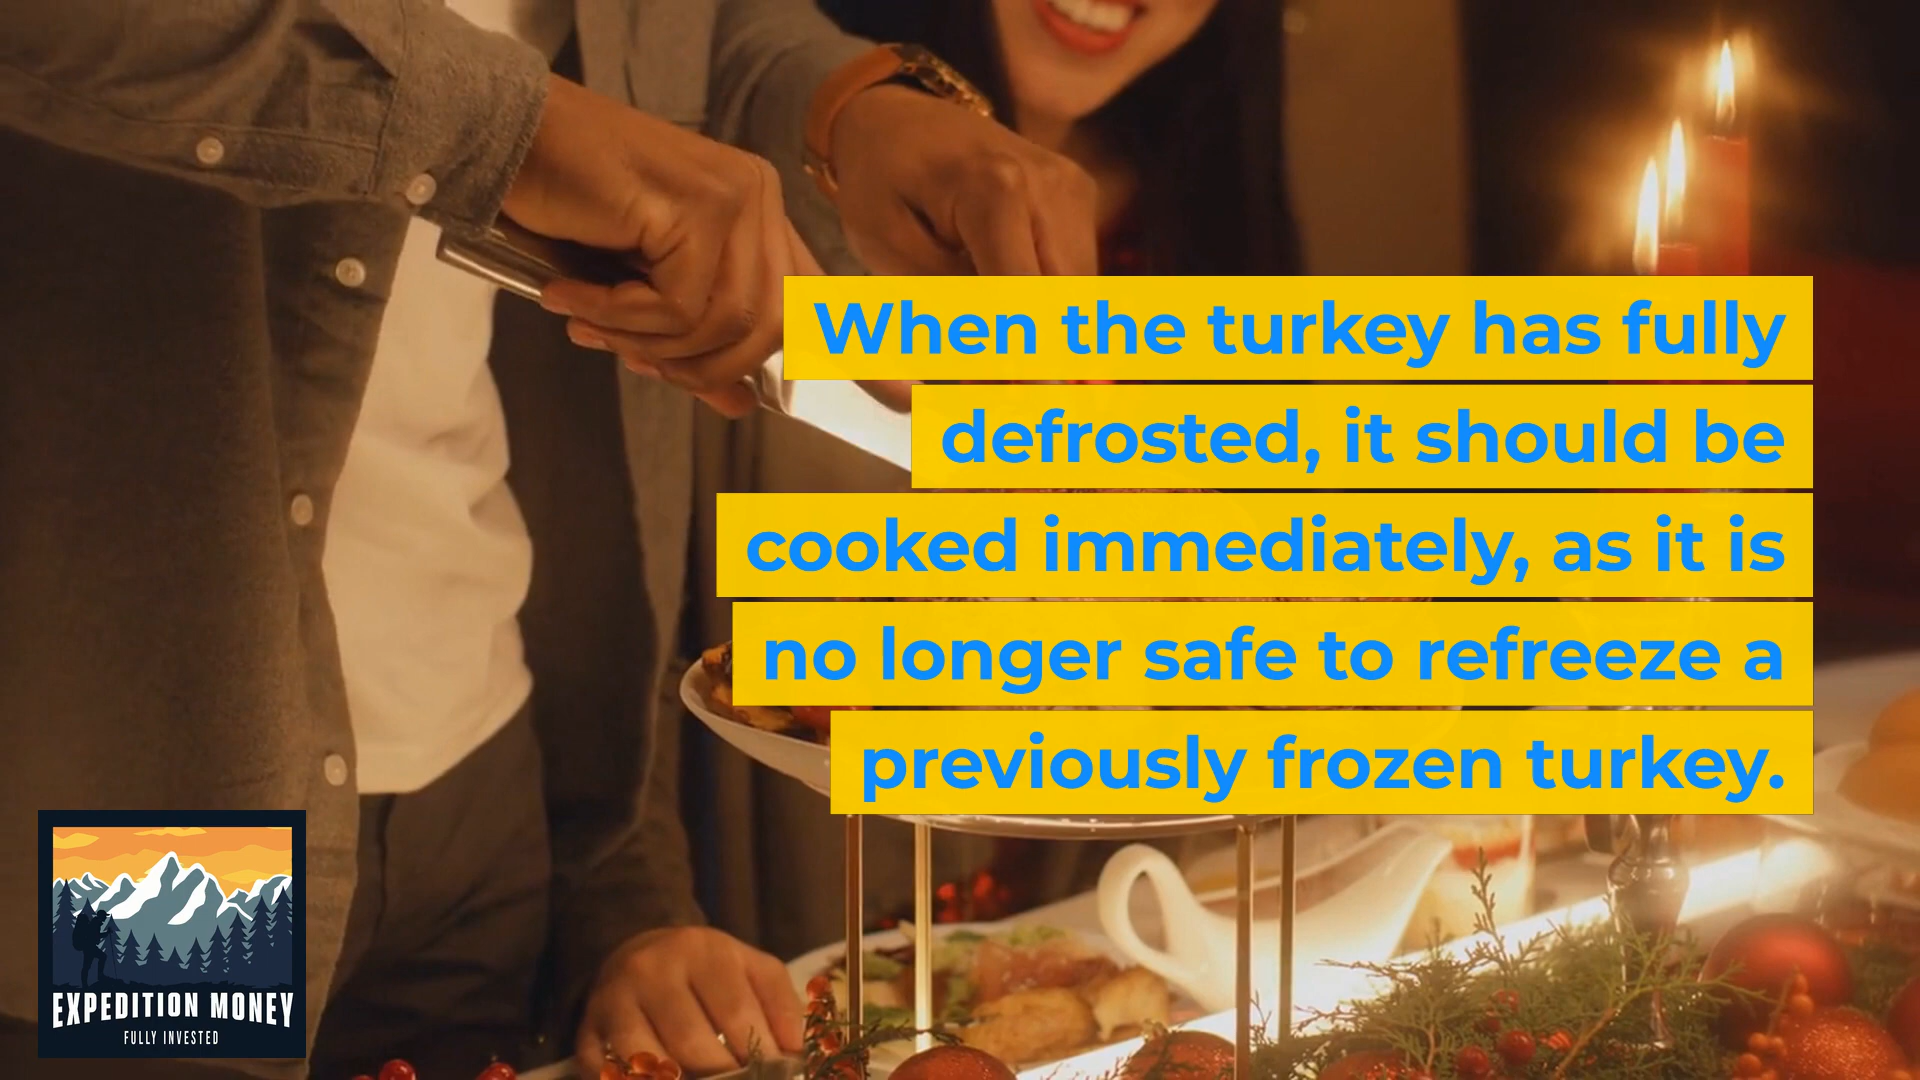 When the turkey has fully
defrosted, it should be
cooked immediately, as it is
no longer safe to refreeze a
previously frozen turkey.
EXPEDITION MONEY
FULLY INVESTED